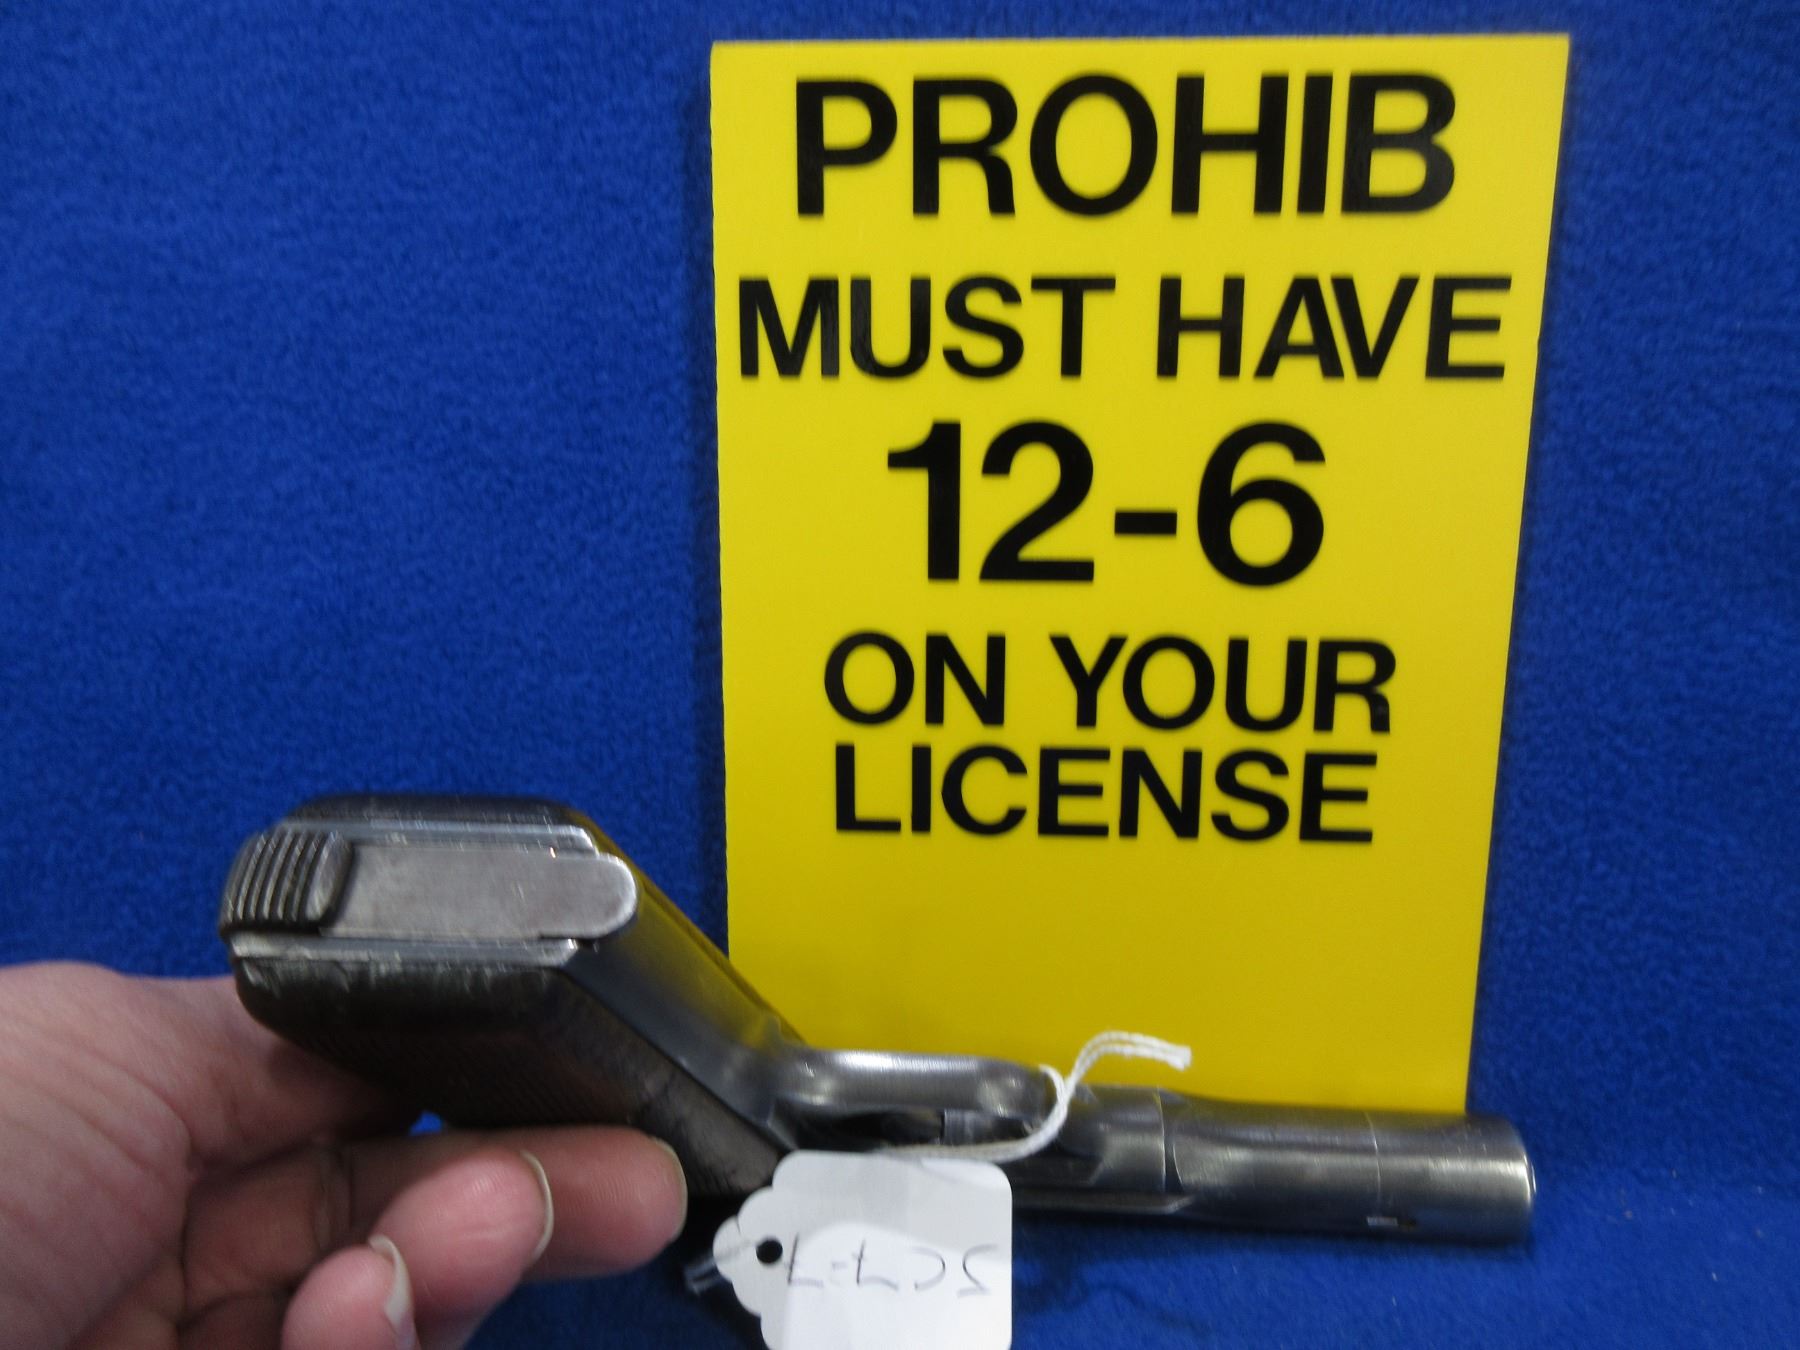 PROHIB
MUST HAVE
12-6
ON YOUR
LICENSE